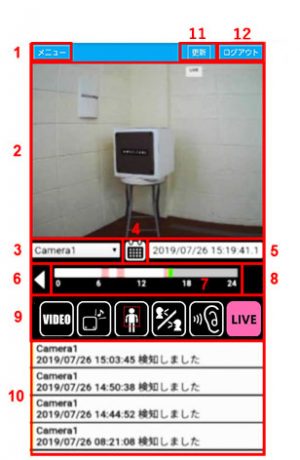 11 12
1 メニュー 更新 ログアウト
LIVE
2
4
3 Camera1 2019/07/26 15:19:41.1 5
6 0 6 12 18 24 8
7
9 VIDEO LIVE
Camera1
2019/07/26 15:03:45 検知しました
Camera1
2019/07/26 14:50:38 検知しました
10 Camera1
2019/07/26 14:44:52 検知しました
Camera1
2019/07/26 08:21:08 検知しました